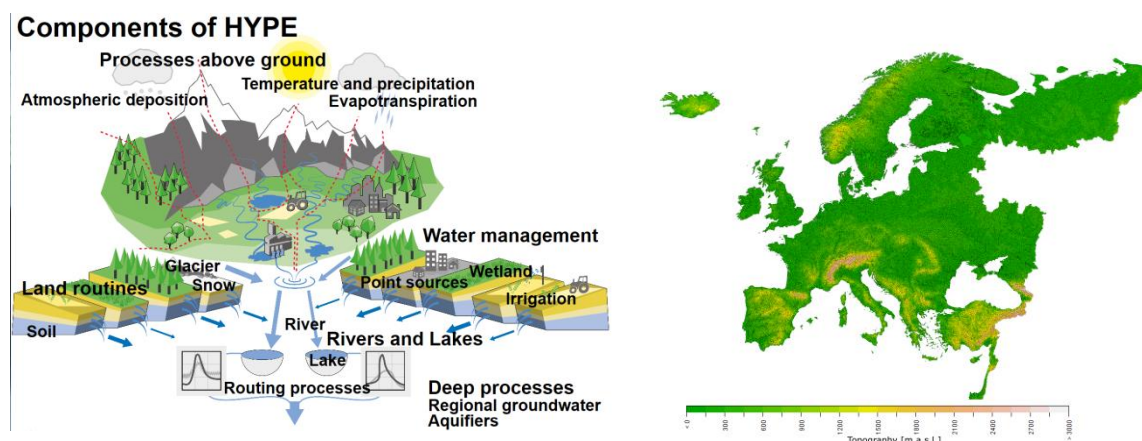 Components of HYPE
Processes above ground
Temperature and precipitation
Atmospheric deposition
Evapotranspiration
Water management
Glacier
Snow
Wetland
Point sources
Land routines
Irrigation
Soil
River
Rivers and Lakes
Lake
Routing processes
Deep processes
Regional groundwater
Aquifiers
< 0
300
600
900
1200
1500
1800
2100
2400
2700
> 3000
Topography [m a s l]